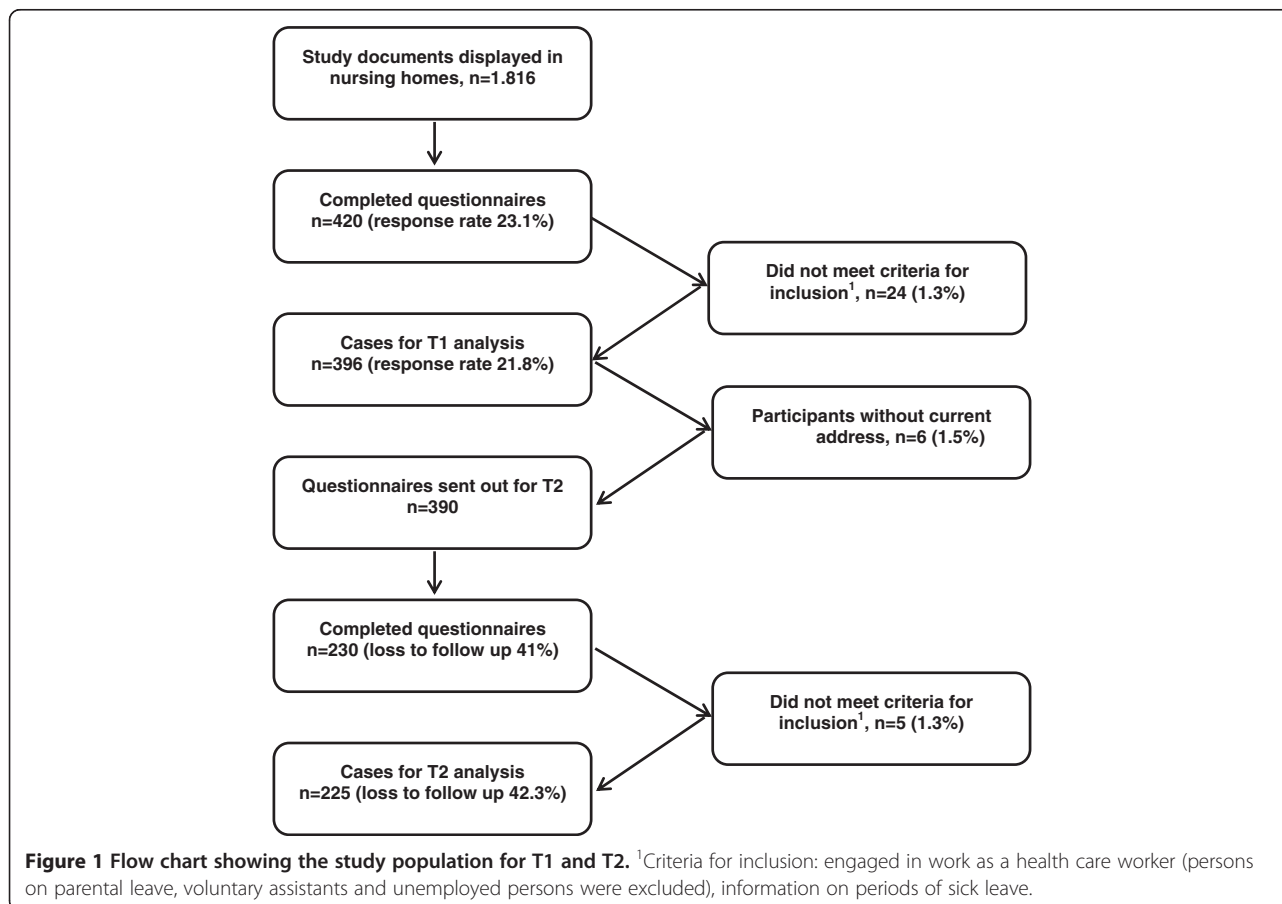 Study documents displayed in
nursing homes, n=1.816
Completed questionnaires
n=420 (response rate 23.1%)
Did not meet criteria for
inclusion1, n=24 (1.3%)
Cases for T1 analysis
n=396 (response rate 21.8%)
Participants without current
address, n=6 (1.5%)
Questionnaires sent out for T2
n=390
Completed questionnaires
n=230 (loss to follow up 41%)
Did not meet criteria for
inclusion1, n=5 (1.3%)
Cases for T2 analysis
n=225 (loss to follow up 42.3%)
Figure 1 Flow chart showing the study population for T1 and T2. 1Criteria for inclusion: engaged in work as a health care worker (persons
on parental leave, voluntary assistants and unemployed persons were excluded), information on periods of sick leave.